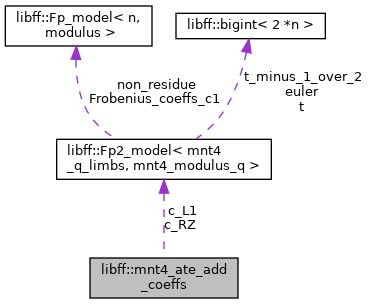 libff::Fp_model< n,
modulus >
libff::bigint< 2 *n >
non_residue
Frobenius_coeffs_c1
t_minus_1_over_2
euler
t
libff::Fp2_model< mnt4
_q_limbs, mnt4_modulus_q >
c_L1
c_RZ
libff::mnt4_ate_add
_coeffs